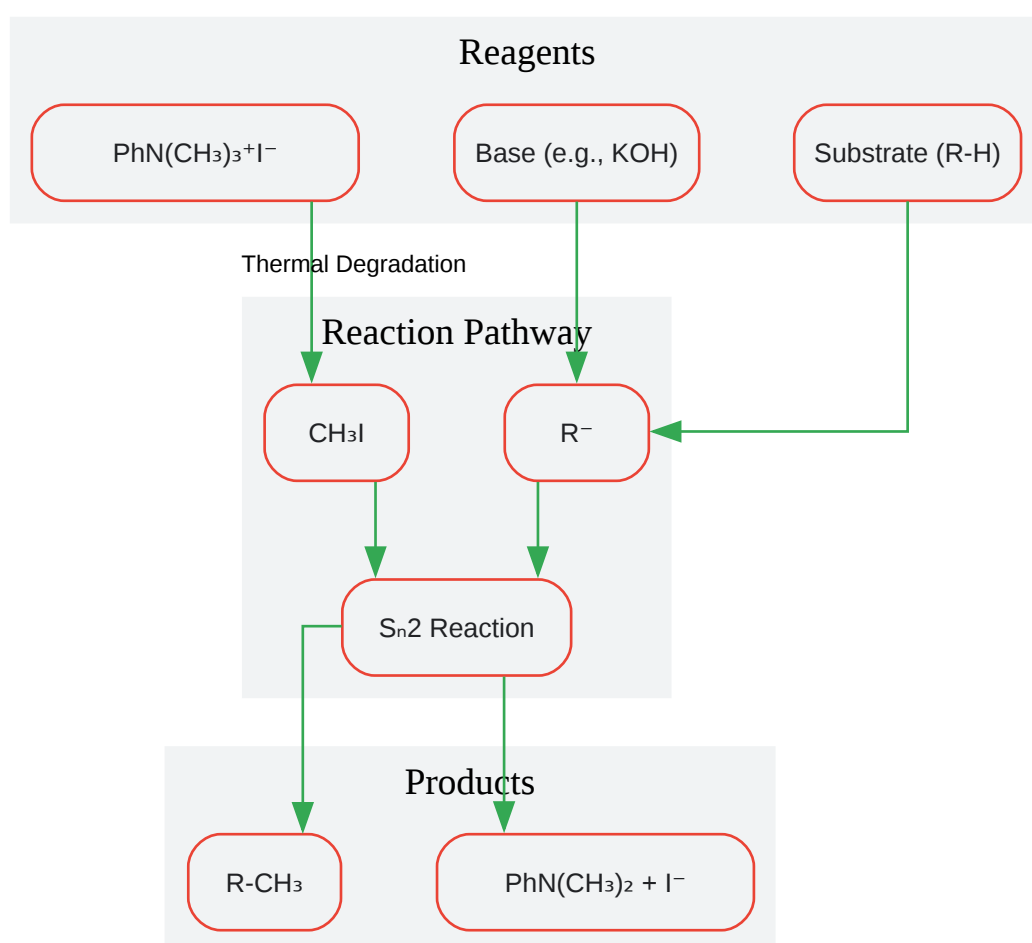 Reagents
PhN(CH₃)₃⁺I⁻
Base (e.g., KOH)
Substrate (R-H)
Thermal Degradation
Reaction Pathway
CH₃I
R⁻
Sₙ2 Reaction
Products
R-CH₃
PhN(CH₃)₂ + I⁻